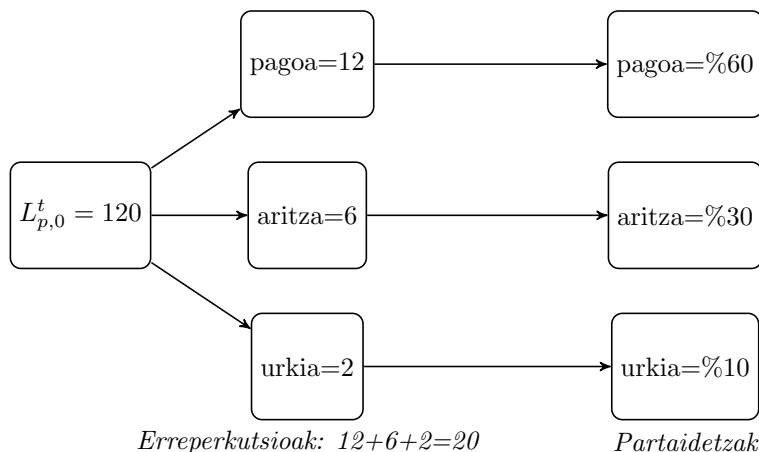 pagoa=12
pagoa=%60
L^t_{p,0} = 120
aritza=6
aritza=%30
urkia=2
urkia=%10
Erreperkutsioak: 12+6+2=20
Partaidetzak